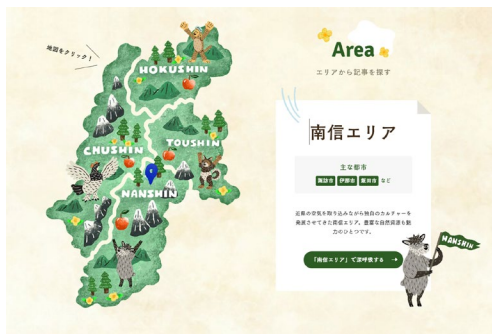 地図をクリック！
HOKUSHIN
TOUSHIN
CHUSHIN
NANSHIN
Area
エリアから記事を探す
南信エリア
主な都市
諏訪市 伊那市 飯田市 など
近県の空気を取り込みながら独自のカルチャーを
発展させてきた南信エリア。豊富な自然資源も魅
力のひとつです。
「南信エリア」で深呼吸する
NANSHIN